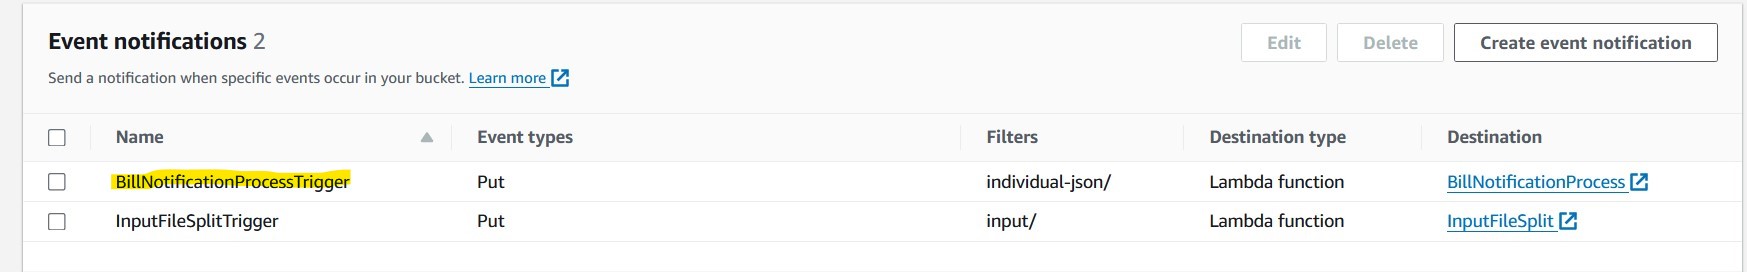 Event notifications 2
Edit
Delete
Create event notification
Send a notification when specific events occur in your bucket. Learn more
Name Event types Filters Destination type Destination
BillNotificationProcessTrigger Put individual-json/ Lambda function BillNotificationProcess
InputFileSplitTrigger Put input/ Lambda function InputFileSplit